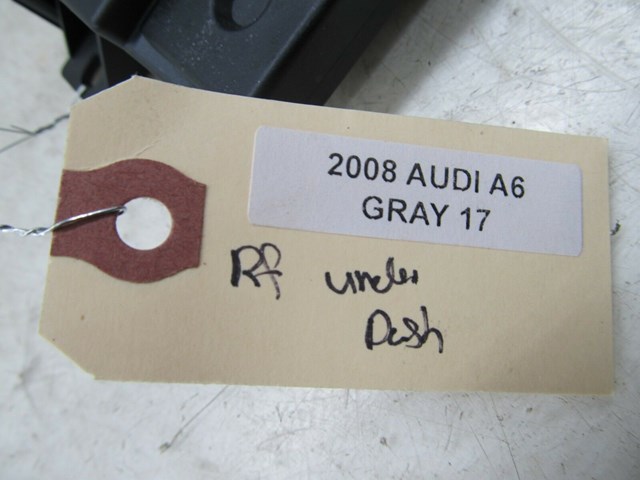 2008 AUDI A6
GRAY 17
Rf under
Dash